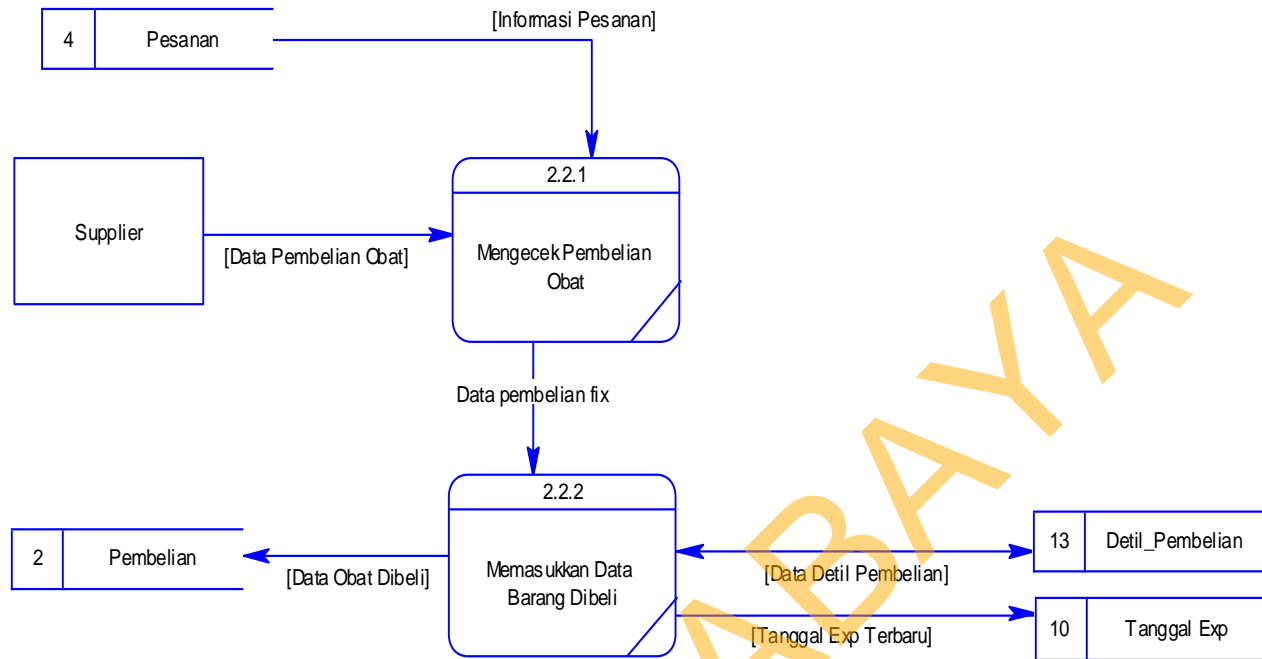 [Informasi Pesanan]
4 Pesanan
2.2.1
Supplier
[Data Pembelian Obat]
Mengecek Pembelian
Obat
Data pembelian fix
2.2.2
2 Pembelian
[Data Obat Dibeli]
Memasukkan Data
Barang Dibeli
13 Detil_Pembelian
[Data Detil Pembelian]
10 Tanggal Exp
[Tanggal Exp Terbaru]
ABAYA